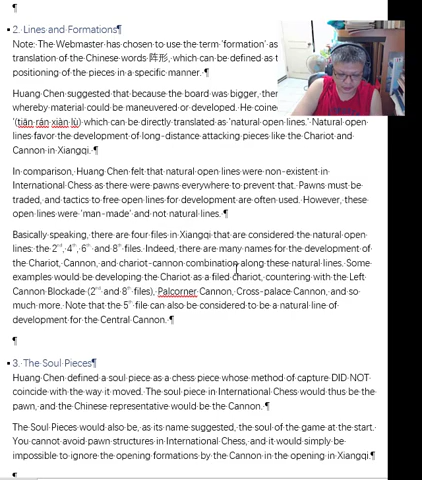 2. Lines and Formations
Note: The Webmaster has chosen to use the term 'formation' as
translation of the Chinese words 阵形, which can be defined as t
positioning of the pieces in a specific manner.
Huang Chen suggested that because the board was bigger, ther
whereby material could be maneuvered or developed. He coine
'(tiān rán xiàn lù) which can be directly translated as 'natural open
lines.' Natural open
lines favor the development of long-distance attacking pieces like the Chariot and
Cannon in Xiangqi.
In comparison, Huang Chen felt that natural open lines were non-existent in
International Chess as there were pawns everywhere to prevent that. Pawns must be
traded, and tactics to free open lines for development are often used. However, these
open lines were 'man-made' and not natural lines.
Basically speaking, there are four files in Xiangqi that are considered the natural open
lines: the 2nd, 4th, 6th and 8th files. Indeed, there are many names for the development of
the Chariot, Cannon, and chariot-cannon combination along these natural lines. Some
examples would be developing the Chariot as a filed chariot, countering with the Left
Cannon Blockade (2nd and 8th files), Palcorner Cannon, Cross-palace Cannon, and so
much more. Note that the 5th file can also be considered to be a natural line of
development for the Central Cannon.
3. The Soul Pieces
Huang Chen defined a soul piece as a chess piece whose method of capture DID NOT
coincide with the way it moved. The soul piece in International Chess would thus be the
pawn, and the Chinese representative would be the Cannon.
The Soul Pieces would also be, as its name suggested, the soul of the game at the start.
You cannot avoid pawn structures in International Chess, and it would simply be
impossible to ignore the opening formations by the Cannon in the opening in Xiangqi.